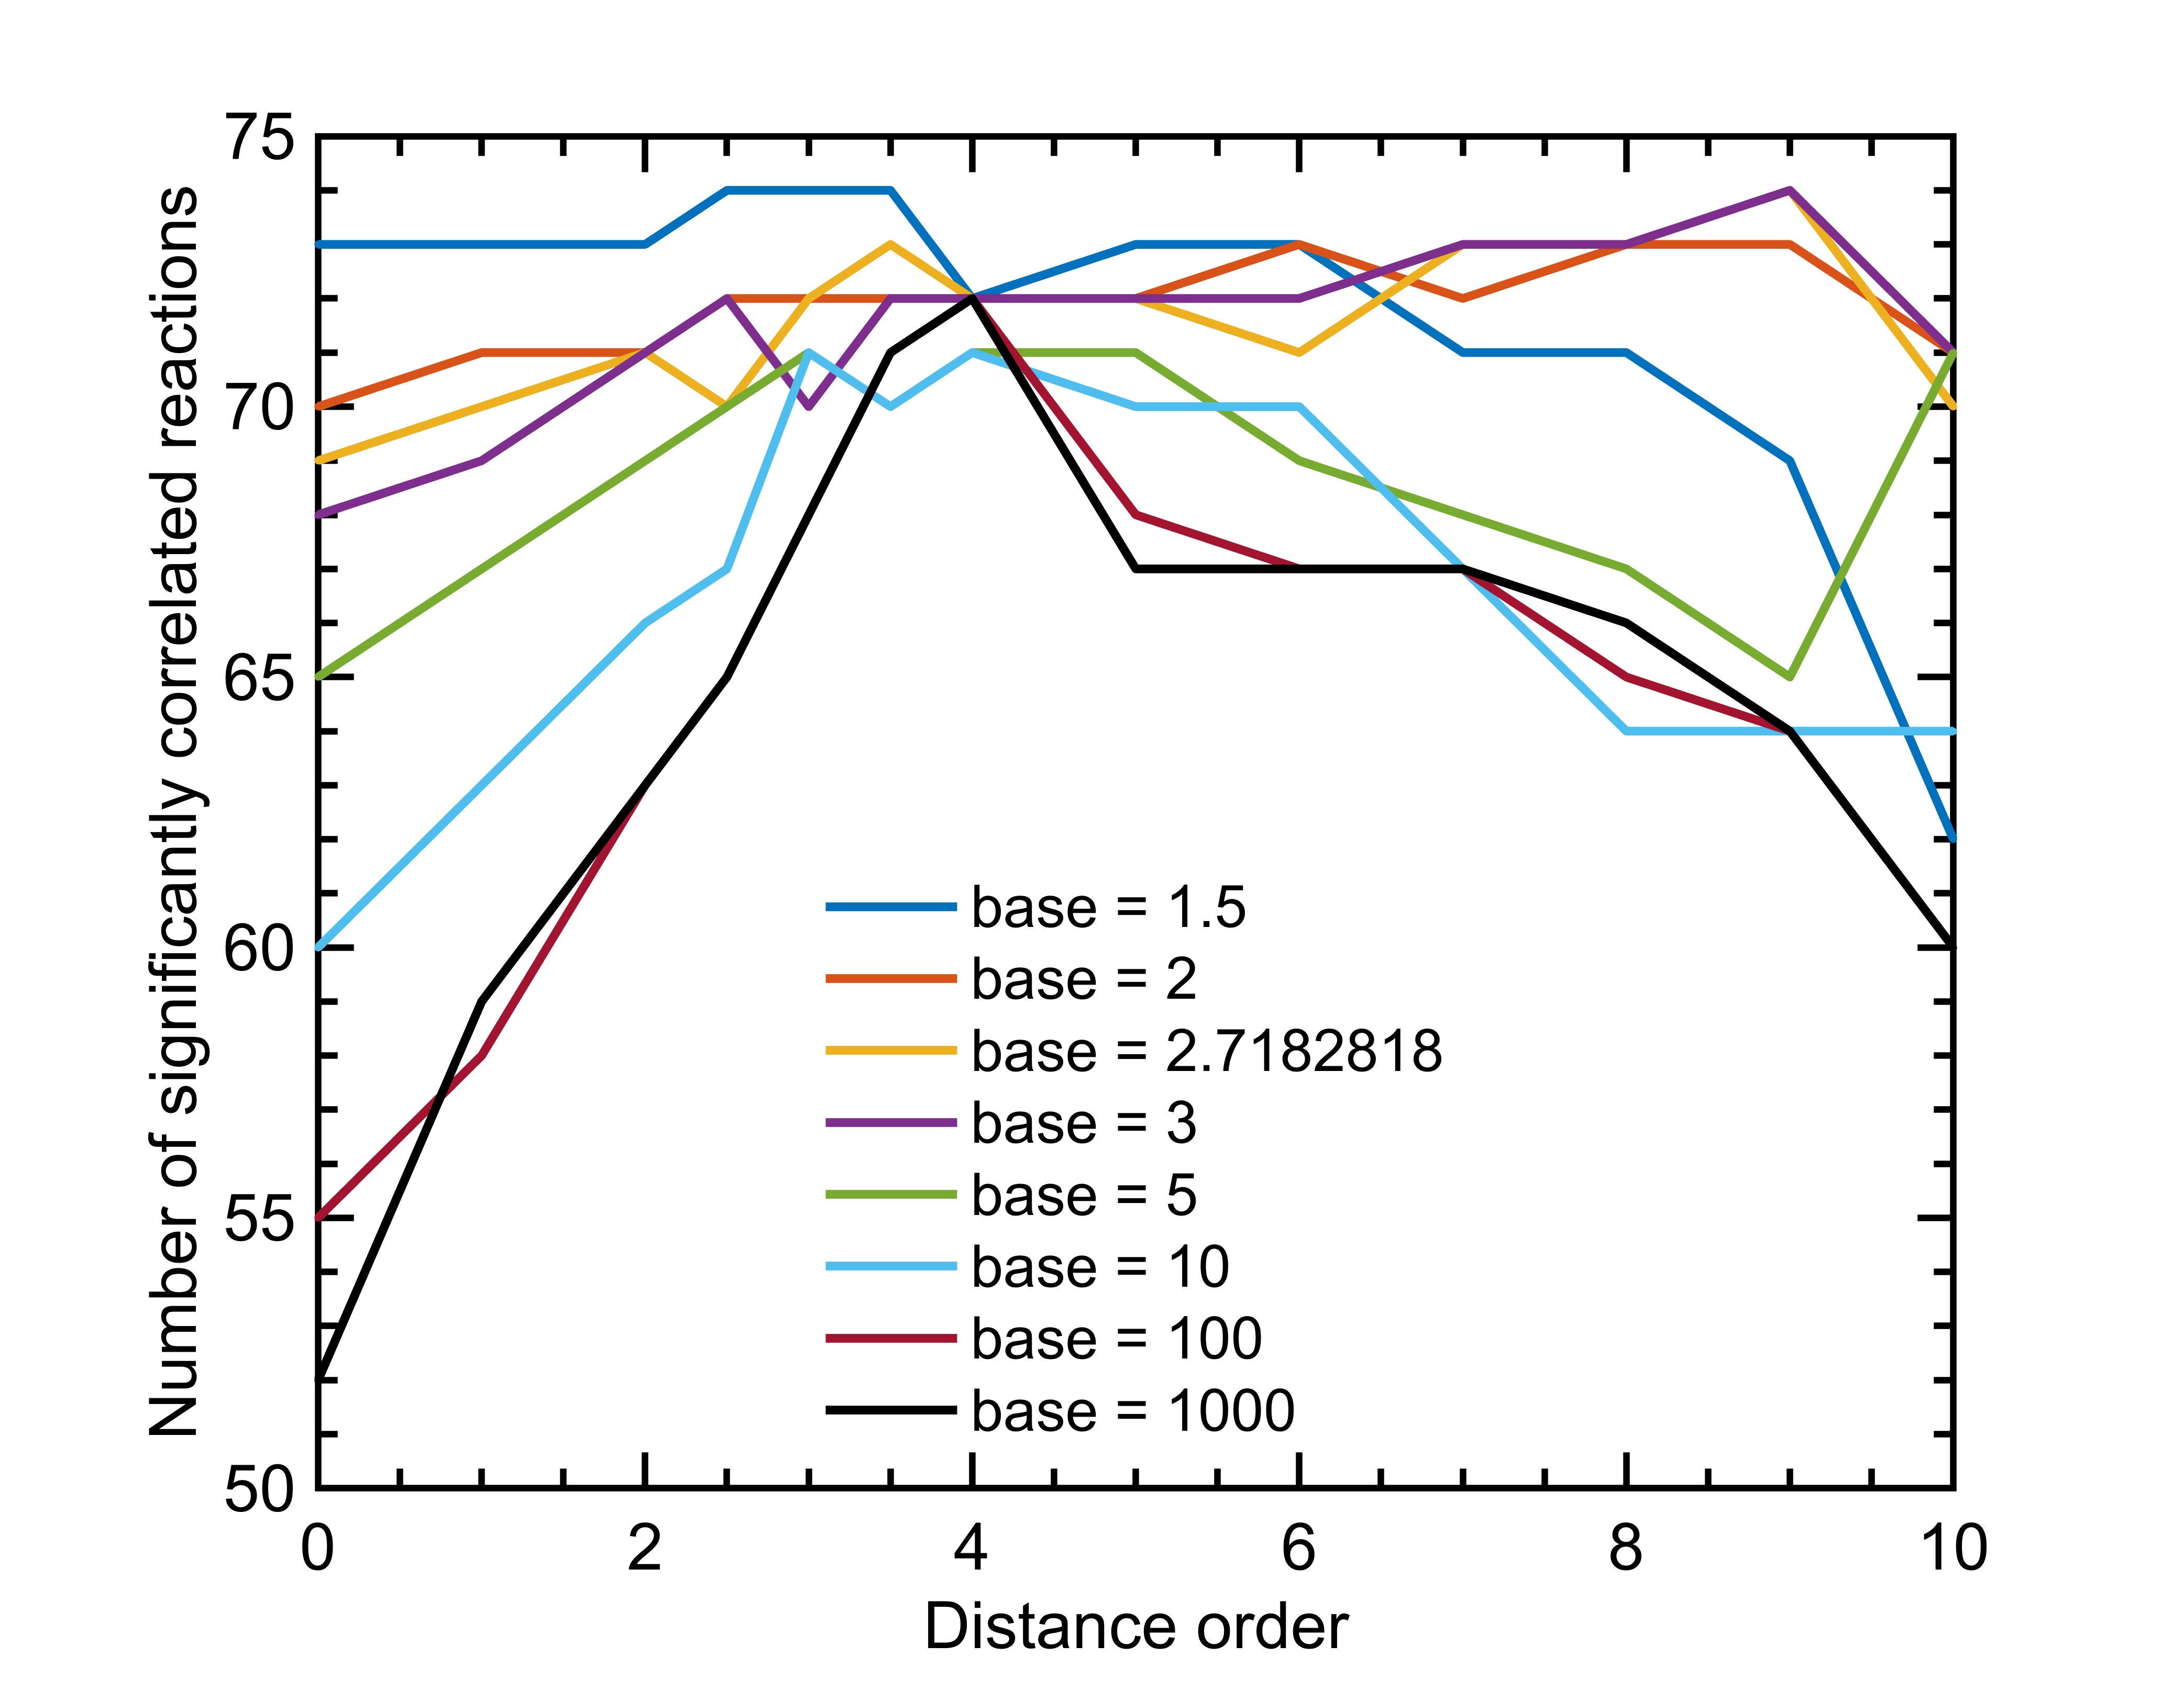 Number of significantly correlated reactions
75
70
65
60
55
50
base = 1.5
base = 2
base = 2.7182818
base = 3
base = 5
base = 10
base = 100
base = 1000
0 2 4 6 8 10
Distance order